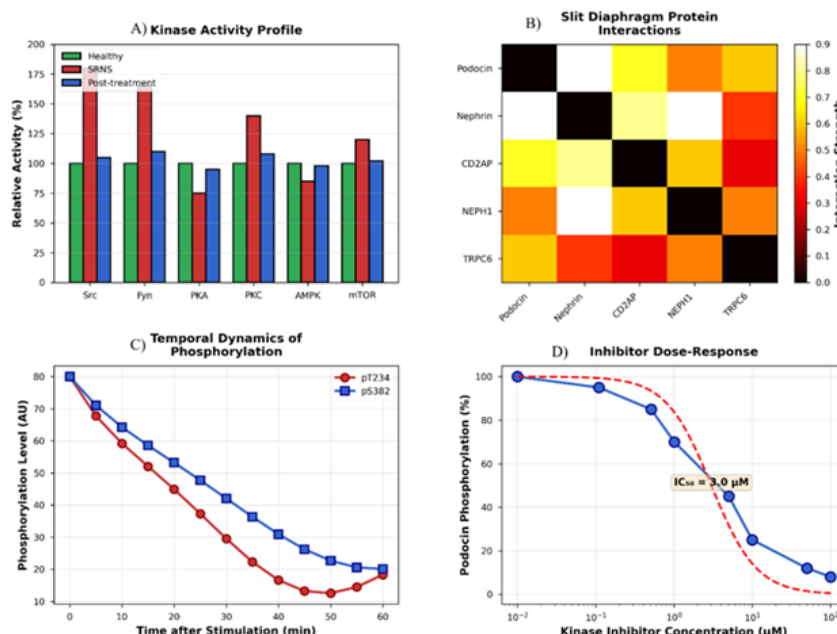 A) Kinase Activity Profile
Healthy
SRNS
Post-treatment
Relative Activity (%)
200
175
150
125
100
75
50
25
0
Src
Fyn
PKA
PKC
AMPK
mTOR
B) Slit Diaphragm Protein
Interactions
Podocin
Nephrin
CD2AP
NEPH1
TRPC6
Podocin
Nephrin
CD2AP
NEPH1
TRPC6
0.9
0.8
0.7
0.6
0.5
0.4
0.3
0.2
0.1
0.0
C) Temporal Dynamics of
Phosphorylation
pT234
pS382
Phosphorylation Level (AU)
80
70
60
50
40
30
20
10
0
10
20
30
40
50
60
Time after Stimulation (min)
D) Inhibitor Dose-Response
Podocin Phosphorylation (%)
100
80
60
40
20
0
IC₅₀ = 3.0 μM
10⁻²
10⁻¹
10⁰
10¹
Kinase Inhibitor Concentration (μM)